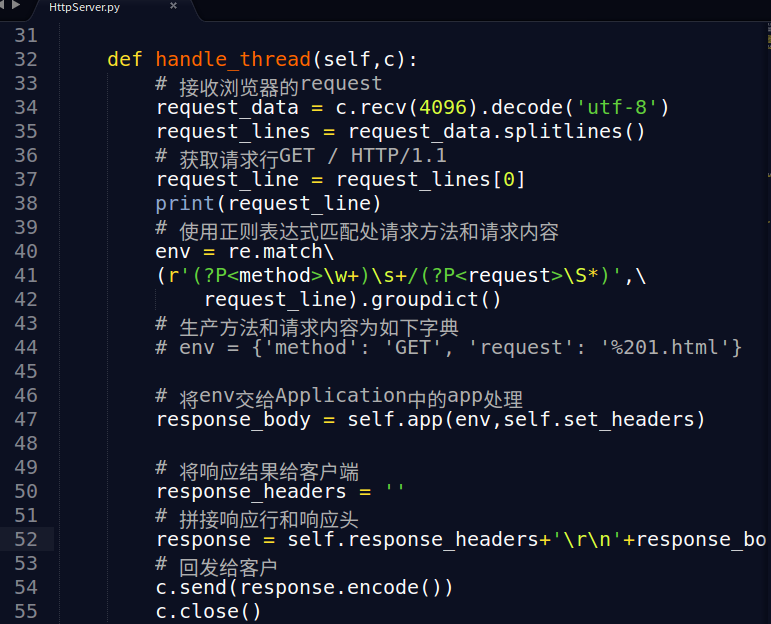 HttpServer.py
31
32 def handle_thread(self,c):
33 # 接收浏览器的request
34 request_data = c.recv(4096).decode('utf-8')
35 request_lines = request_data.splitlines()
36 # 获取请求行GET / HTTP/1.1
37 request_line = request_lines[0]
38 print(request_line)
39 # 使用正则表达式匹配处请求方法和请求内容
40 env = re.match\
41 (r'(?P<method>\w+)\s+/(?P<request>\S*)',\
42 request_line).groupdict()
43 # 生产方法和请求内容为如下字典
44 # env = {'method': 'GET', 'request': '%201.html'}
45
46 # 将env交给Application中的app处理
47 response_body = self.app(env,self.set_headers)
48
49 # 将响应结果给客户端
50 response_headers = ''
51 # 拼接响应行和响应头
52 response = self.response_headers+'\r\n'+response_bo
53 # 回发给客户
54 c.send(response.encode())
55 c.close()